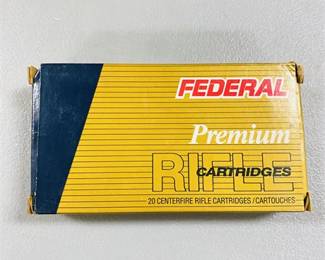 FEDERAL
Premium
RIFLE
CARTRIDGES
20 CENTERFIRE RIFLE CARTRIDGES/CARTOUCHES